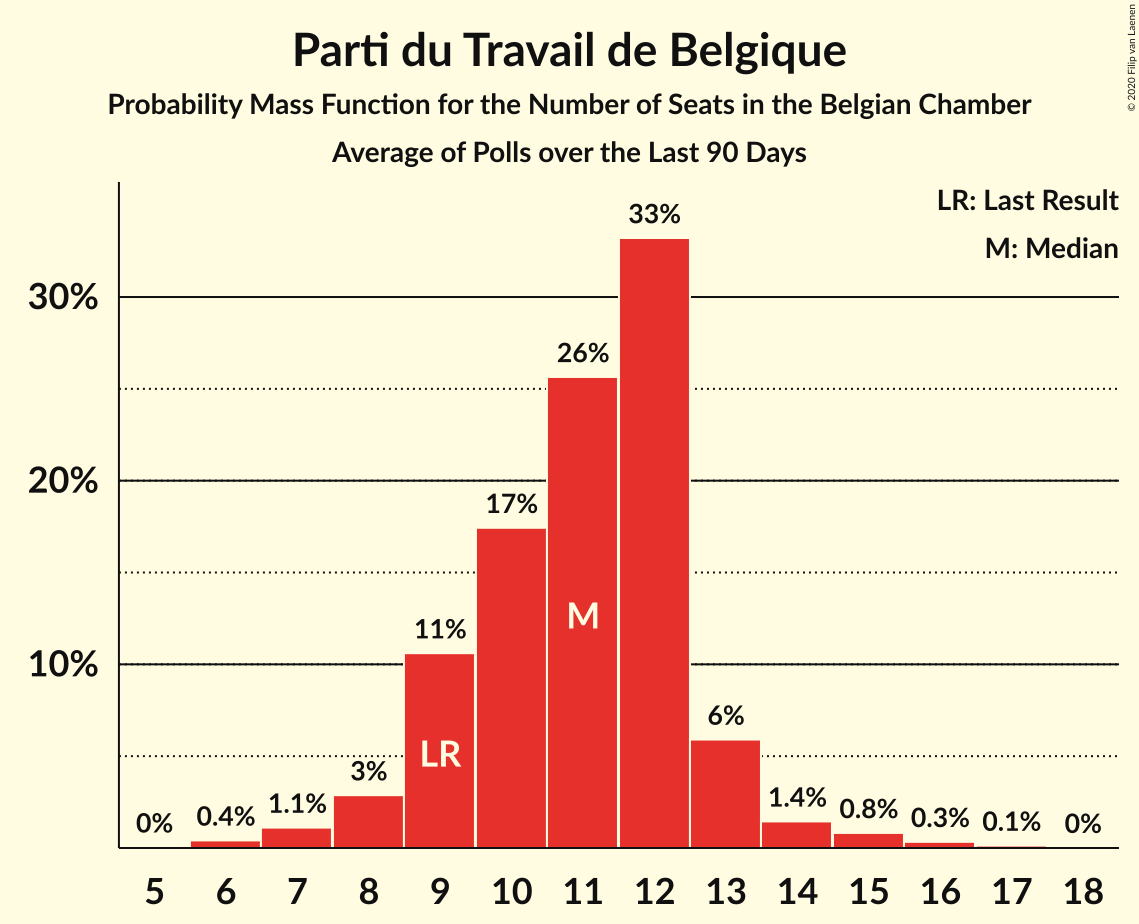 © 2020 Filip van Laenen
Parti du Travail de Belgique
Probability Mass Function for the Number of Seats in the Belgian Chamber
Average of Polls over the Last 90 Days
LR: Last Result
M: Median
33%
30%
26%
20%
17%
11%
M
10%
6%
LR
3%
0%
0.4%
1.1%
1.4%
0.8%
0.3%
0.1%
0%
5 6 7 8 9 10 11 12 13 14 15 16 17 18